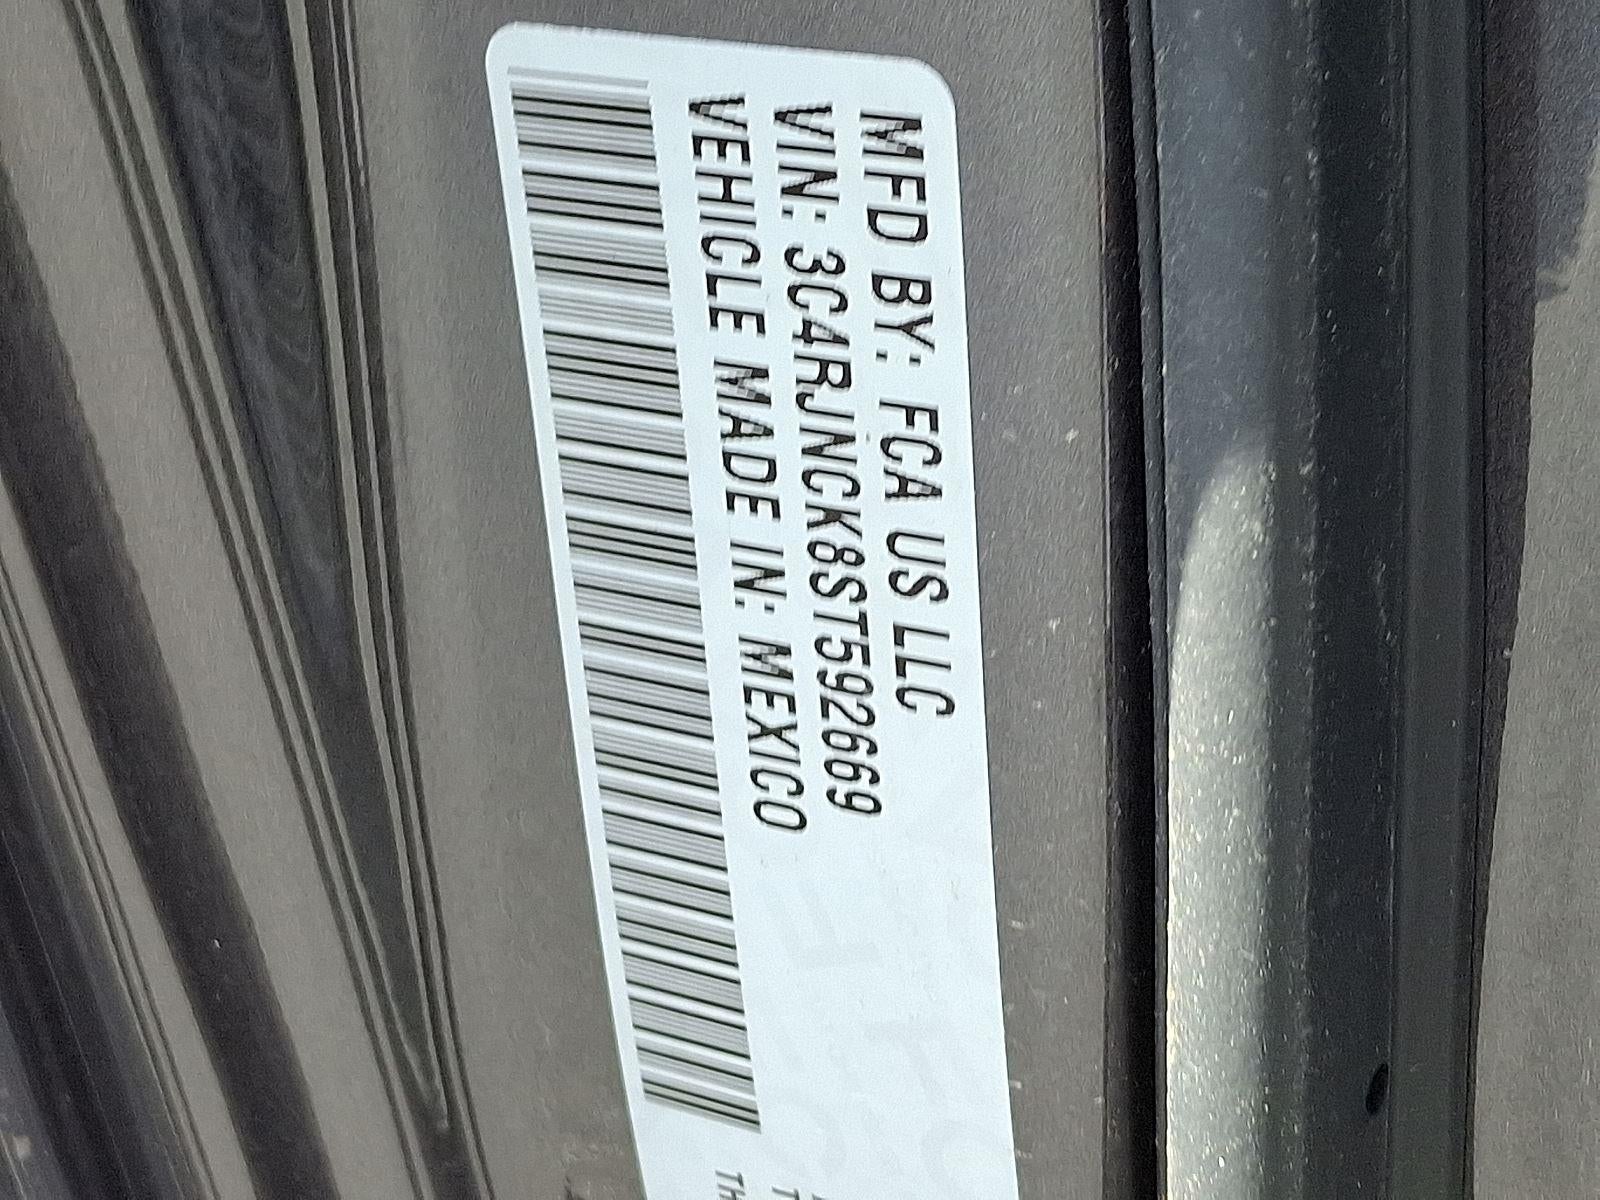 MFD BY: FCA US LLC
VIN: 3C4RJNCK8ST592669
VEHICLE MADE IN: MEXICO